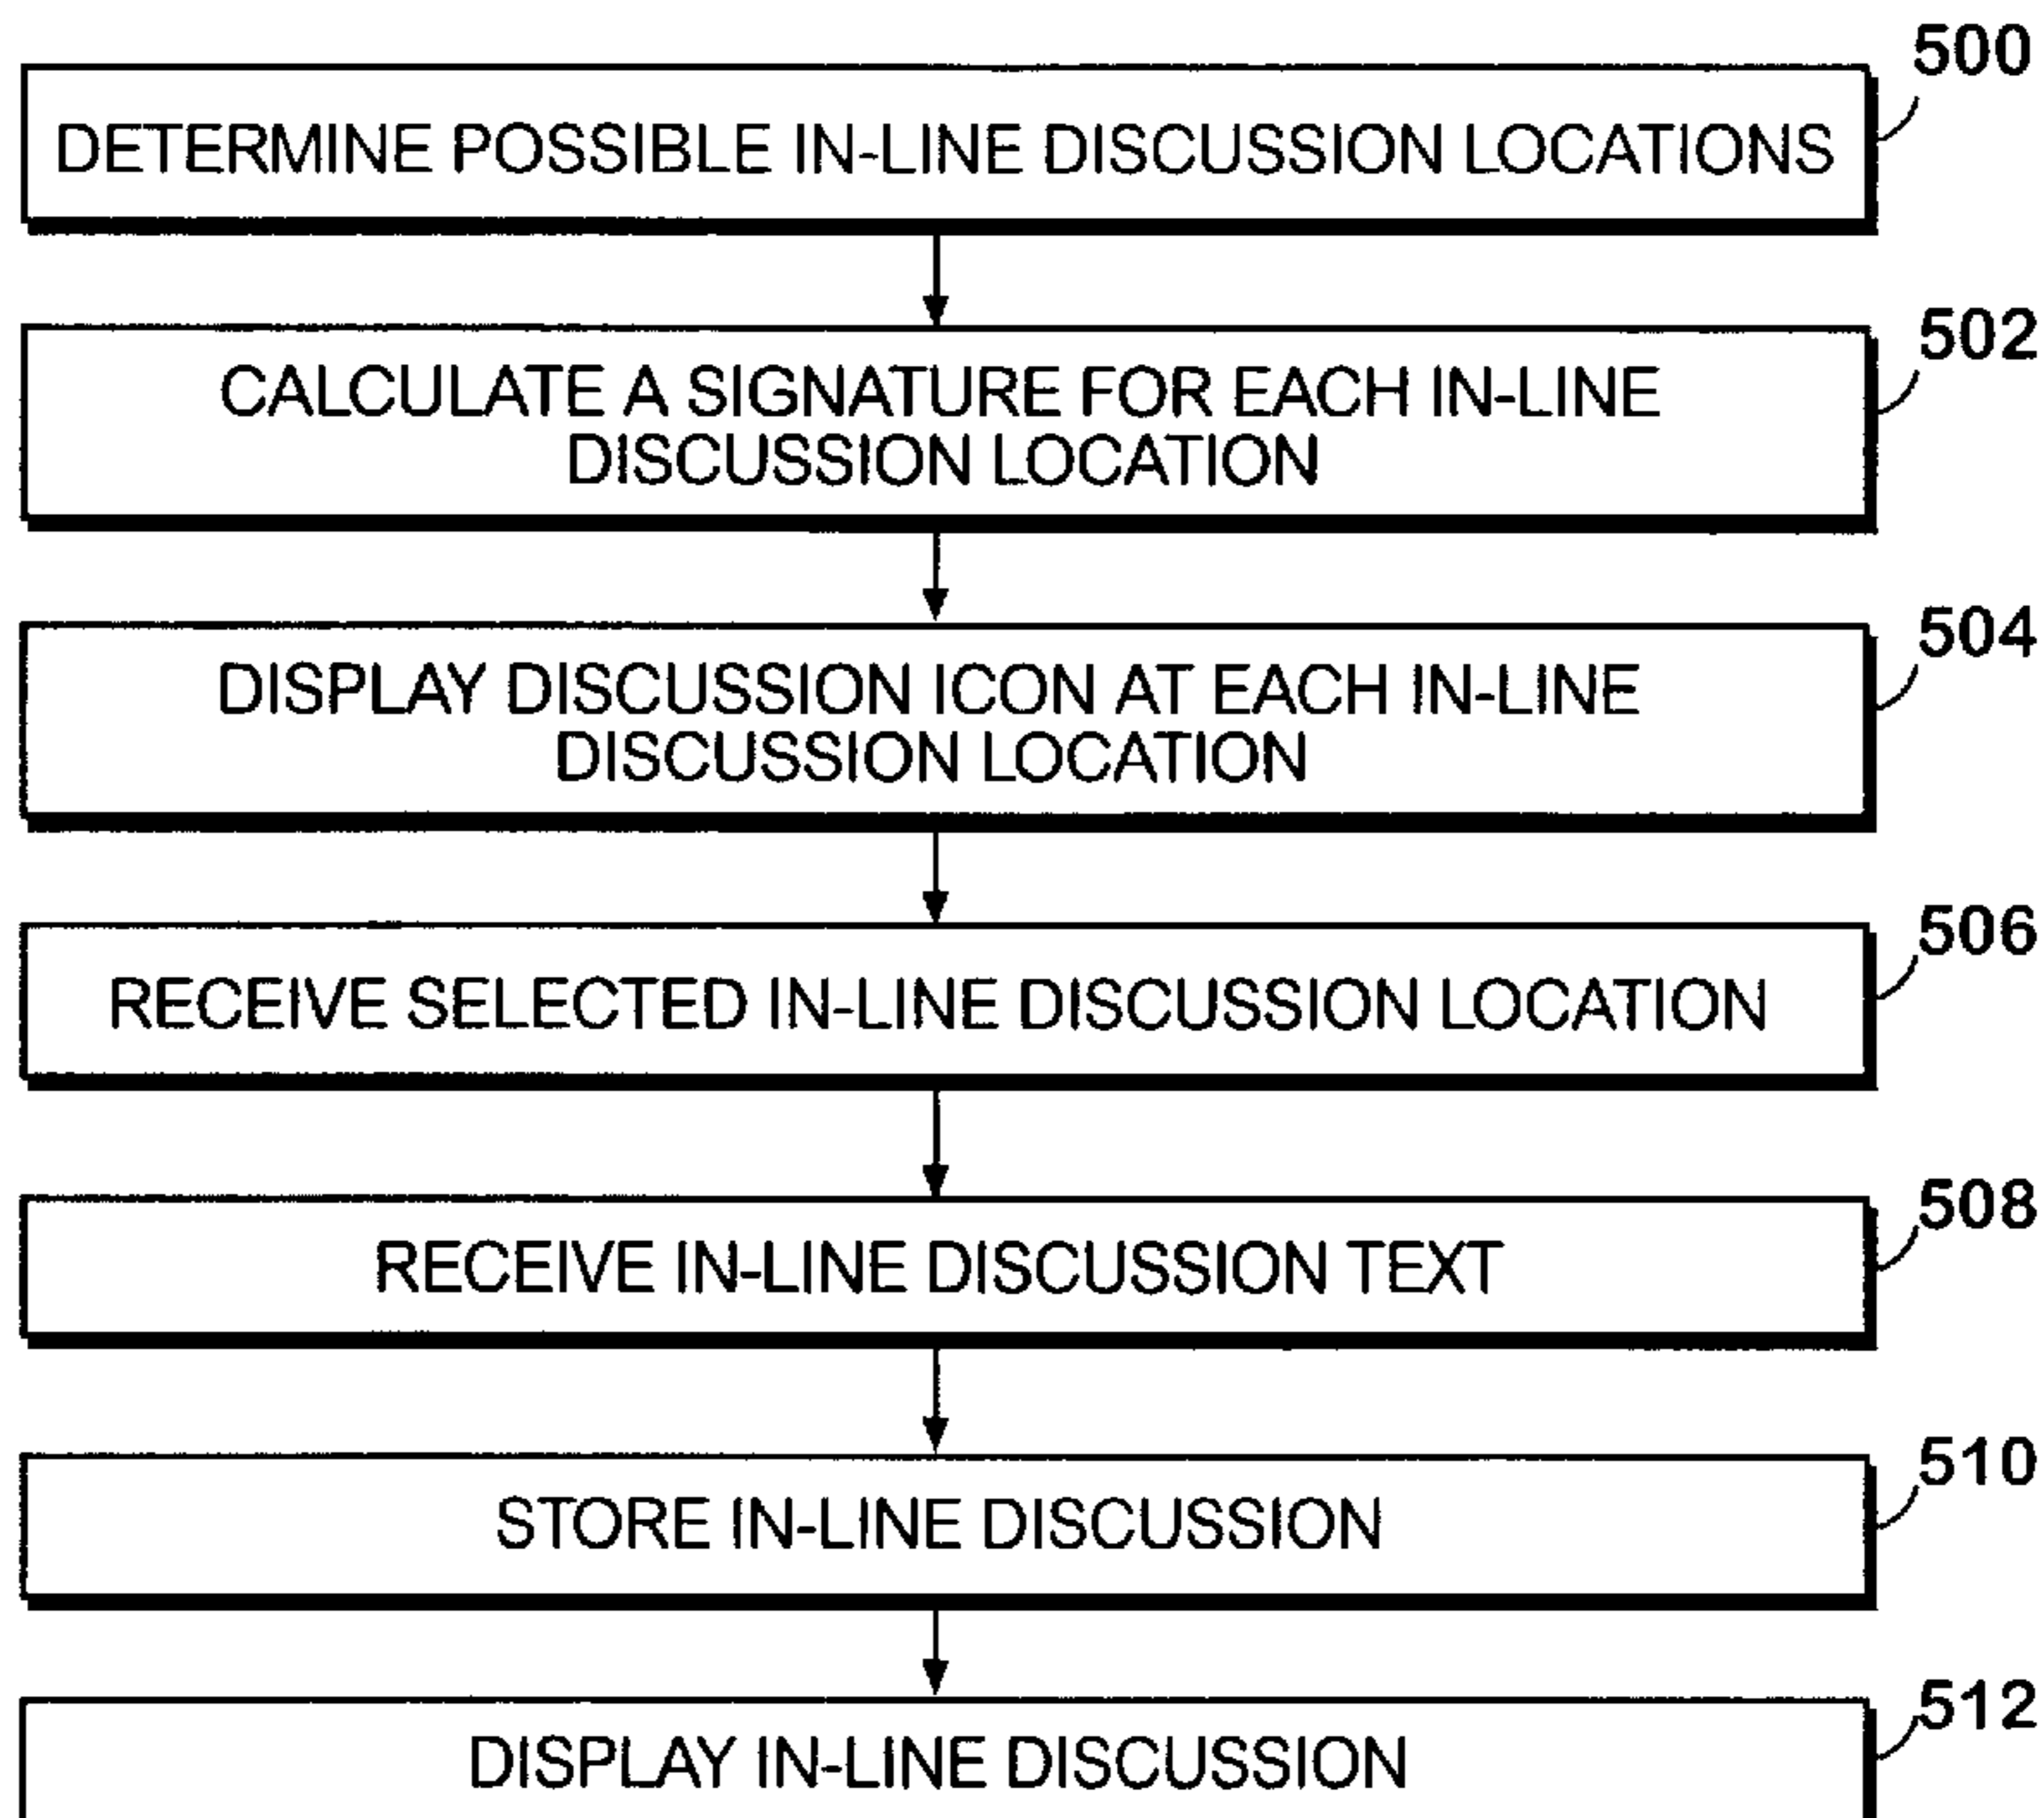 500
DETERMINE POSSIBLE IN-LINE DISCUSSION LOCATIONS
502
CALCULATE A SIGNATURE FOR EACH IN-LINE
DISCUSSION LOCATION
504
DISPLAY DISCUSSION ICON AT EACH IN-LINE
DISCUSSION LOCATION
506
RECEIVE SELECTED IN-LINE DISCUSSION LOCATION
508
RECEIVE IN-LINE DISCUSSION TEXT
510
STORE IN-LINE DISCUSSION
512
DISPLAY IN-LINE DISCUSSION